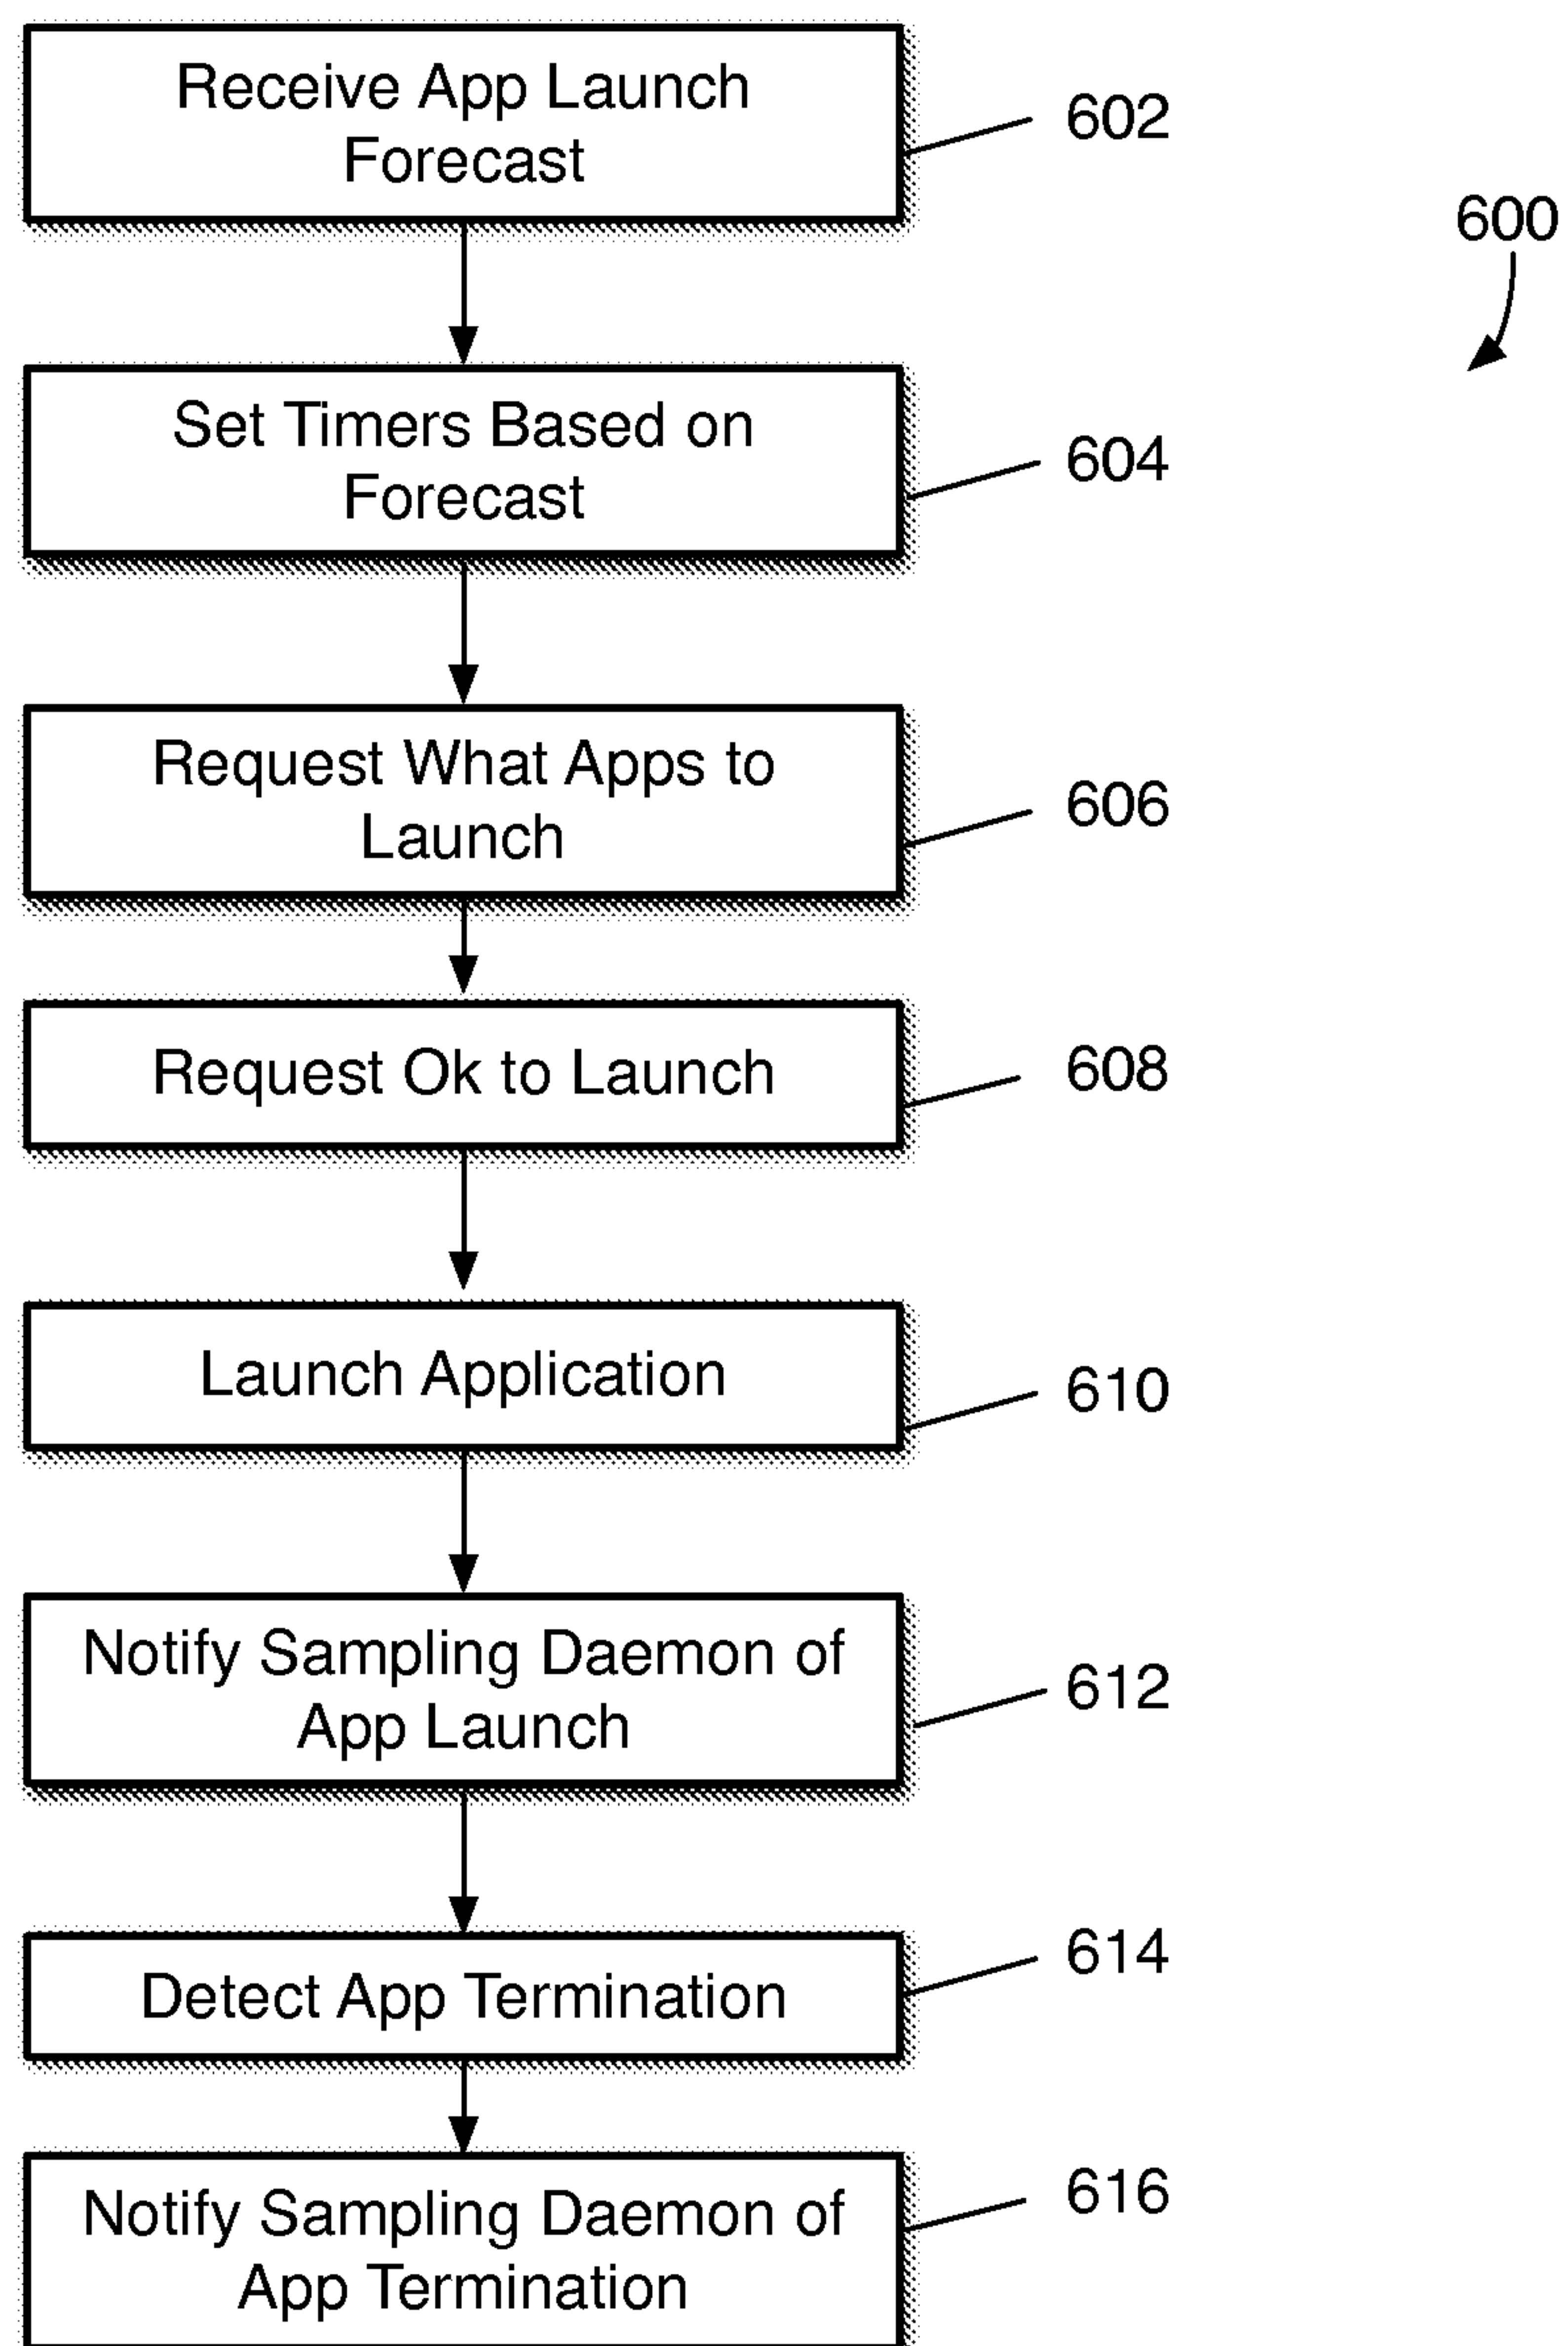 Receive App Launch
Forecast
602
600
Set Timers Based on
Forecast
604
Request What Apps to
Launch
606
Request Ok to Launch
608
Launch Application
610
Notify Sampling Daemon of
App Launch
612
Detect App Termination
614
Notify Sampling Daemon of
App Termination
616